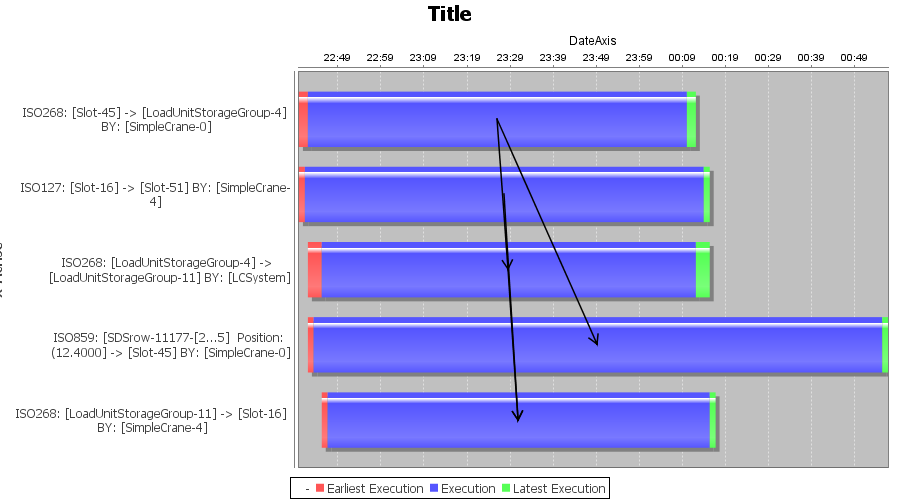 Title
DateAxis
22:49 22:59 23:09 23:19 23:29 23:39 23:49 23:59 00:09 00:19 00:29 00:39 00:49
ISO268: [Slot-45] -> [LoadUnitStorageGroup-4]
BY: [SimpleCrane-0]
ISO127: [Slot-16] -> [Slot-51] BY: [SimpleCrane-
4]
ISO268: [LoadUnitStorageGroup-4] ->
[LoadUnitStorageGroup-11] BY: [LCSystem]
ISO859: [SDSrow-11177-[2...5] Position:
(12.4000] -> [Slot-45] BY: [SimpleCrane-0]
ISO268: [LoadUnitStorageGroup-11] -> [Slot-16]
BY: [SimpleCrane-4]
- Earliest Execution Execution Latest Execution